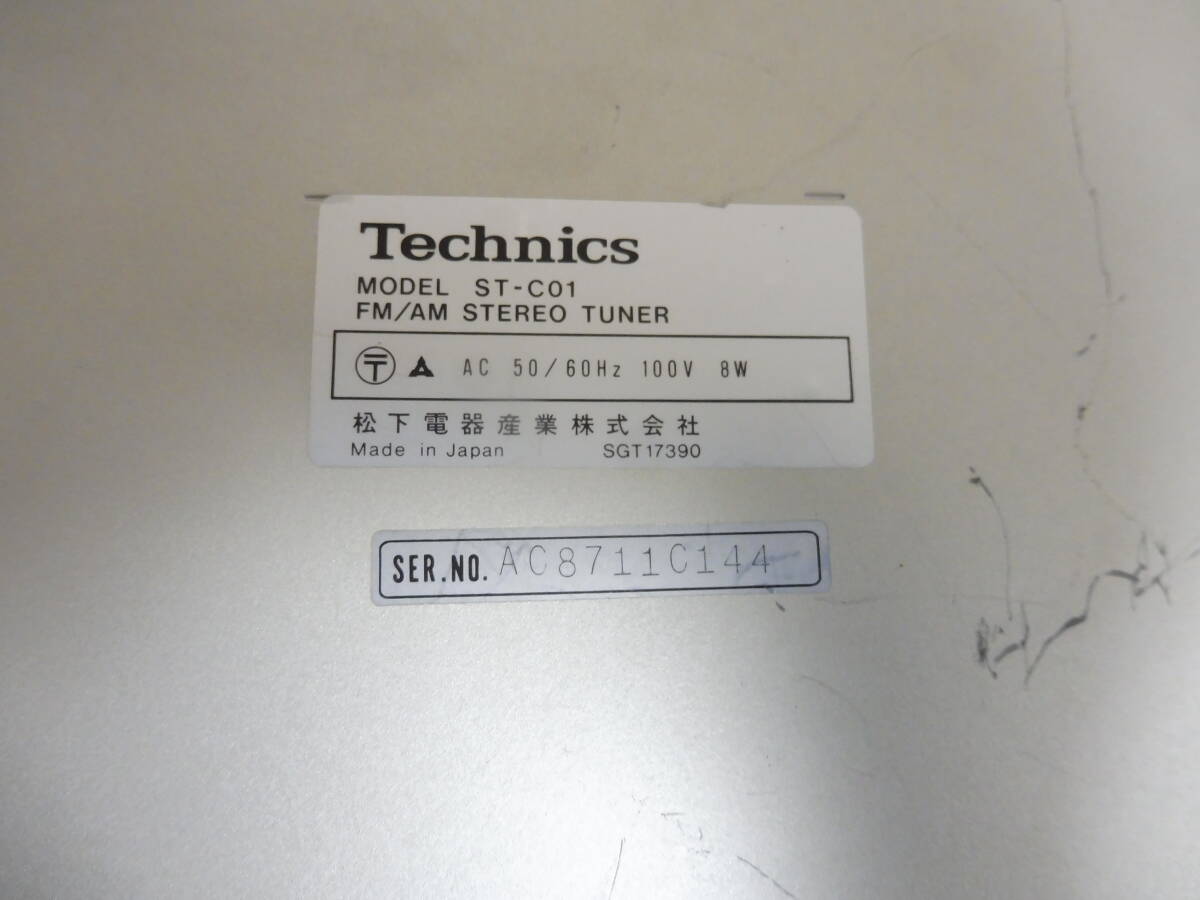 Technics
MODEL ST-C01
FM/AM STEREO TUNER
〒 AC 50/60Hz 100V 8W
松下電器産業株式会社
Made in Japan SGT17390
SER.NO. AC8711C144